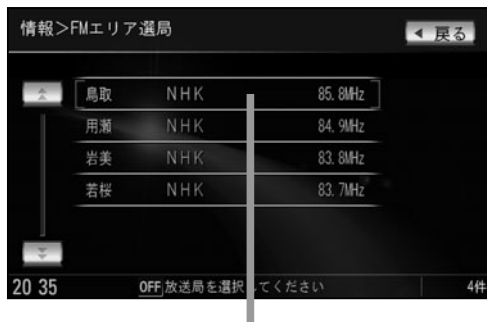 情報>FMエリア選局
◀ 戻る
鳥取 NHK 85.8MHz
用瀬 NHK 84.9MHz
岩美 NHK 83.8MHz
若桜 NHK 83.7MHz
20 35 OFF 放送局を選択してください 4件